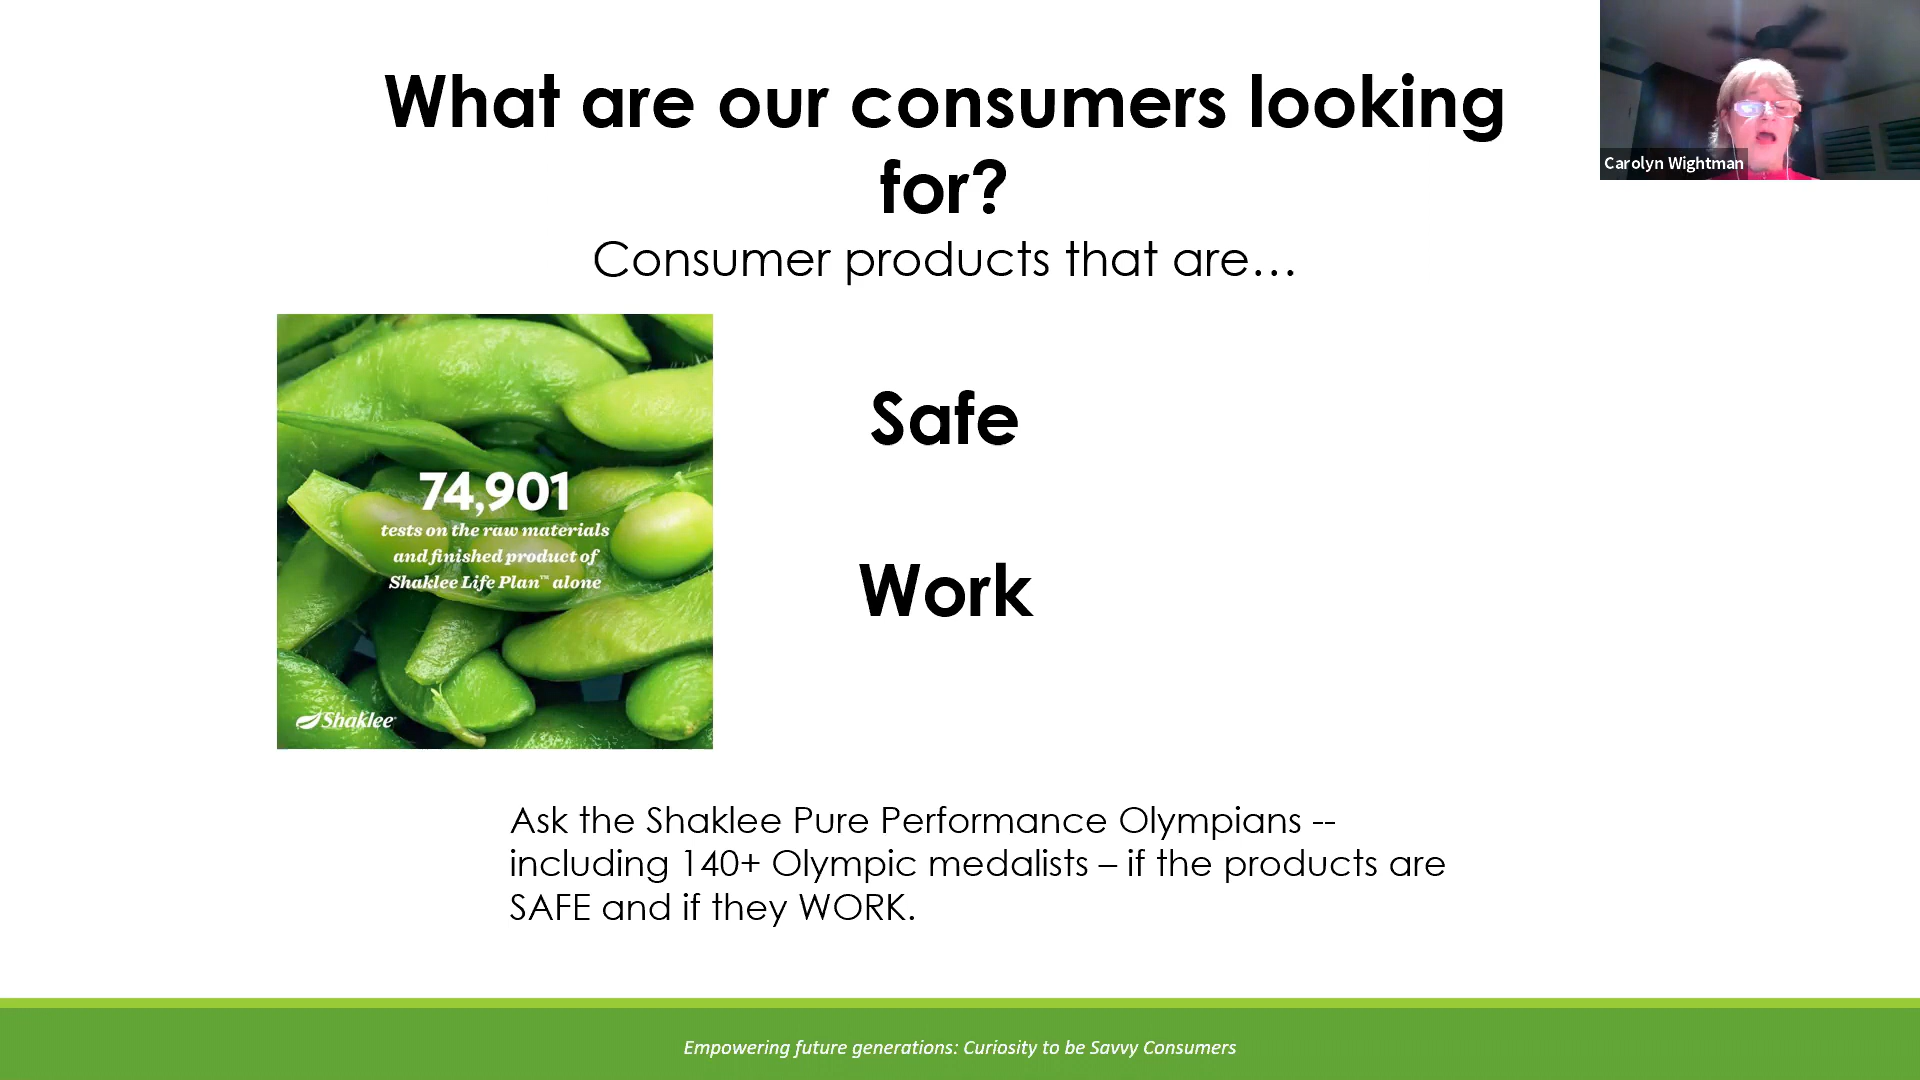 What are our consumers looking
for?
Consumer products that are...
Carolyn Wightman
Safe
74,901
tests on the raw materials
and finished product of
Shaklee Life Plan™ alone
Work
Shaklee
Ask the Shaklee Pure Performance Olympians --
including 140+ Olympic medalists – if the products are
SAFE and if they WORK.
Empowering future generations: Curiosity to be Savvy Consumers